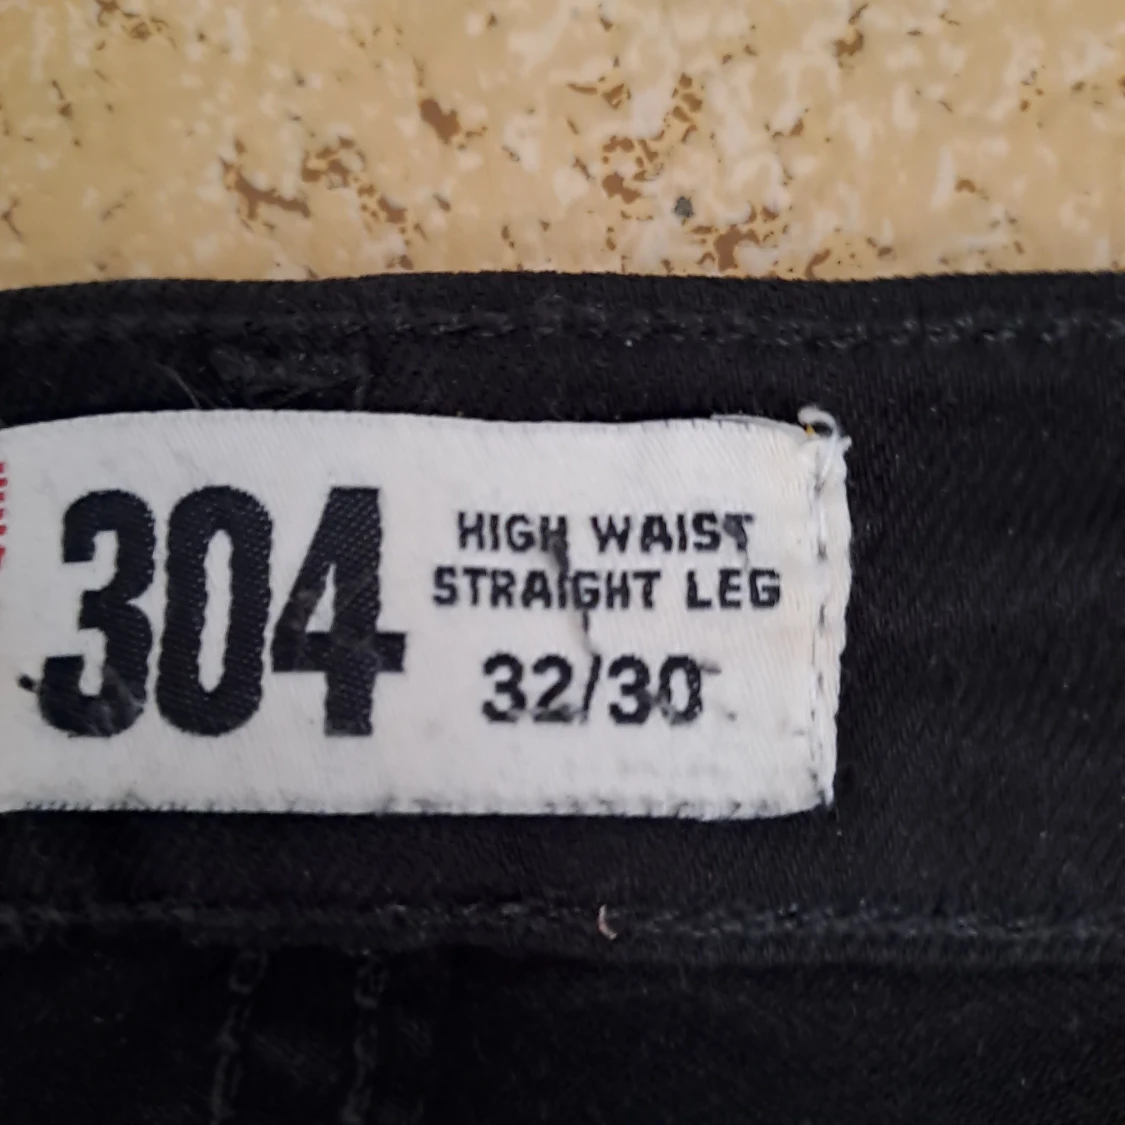 304
HIGH WAIST
STRAIGHT LEG
32/30